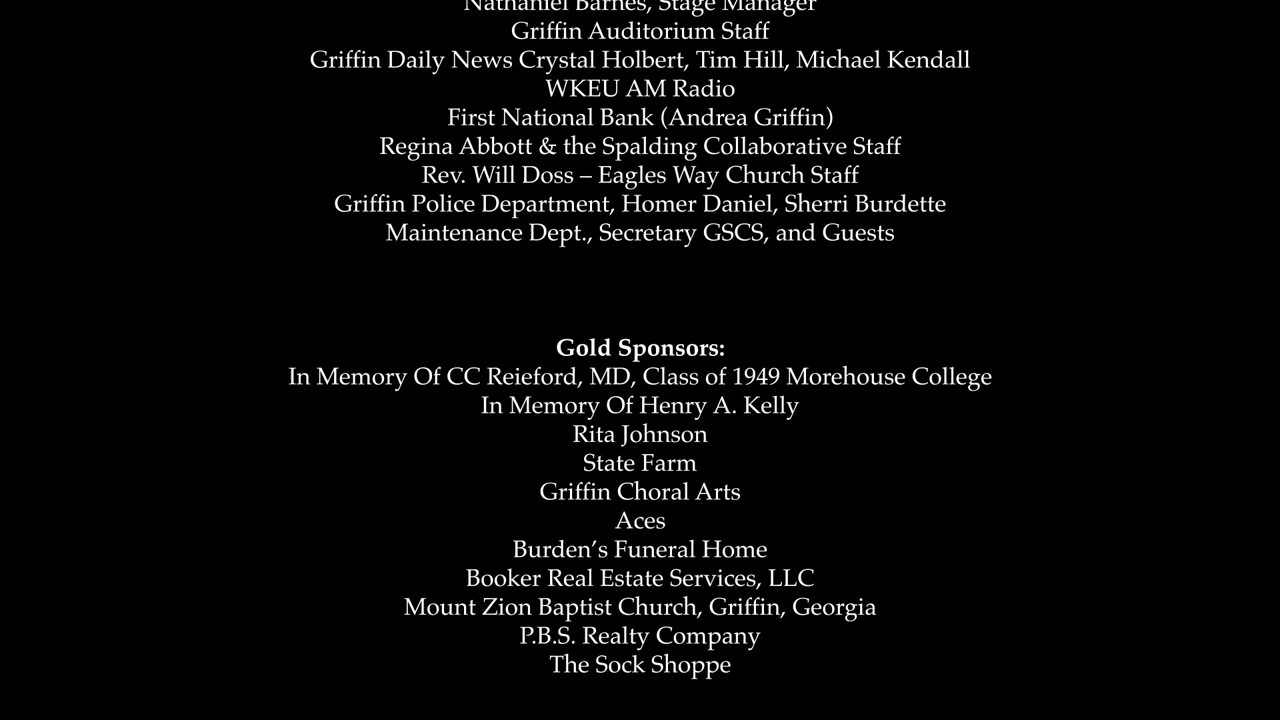 Nathaniel Barnes, Stage Manager
Griffin Auditorium Staff
Griffin Daily News Crystal Holbert, Tim Hill, Michael Kendall
WKEU AM Radio
First National Bank (Andrea Griffin)
Regina Abbott & the Spalding Collaborative Staff
Rev. Will Doss – Eagles Way Church Staff
Griffin Police Department, Homer Daniel, Sherri Burdette
Maintenance Dept., Secretary GSCS, and Guests
Gold Sponsors:
In Memory Of CC Reieford, MD, Class of 1949 Morehouse College
In Memory Of Henry A. Kelly
Rita Johnson
State Farm
Griffin Choral Arts
Aces
Burden’s Funeral Home
Booker Real Estate Services, LLC
Mount Zion Baptist Church, Griffin, Georgia
P.B.S. Realty Company
The Sock Shoppe